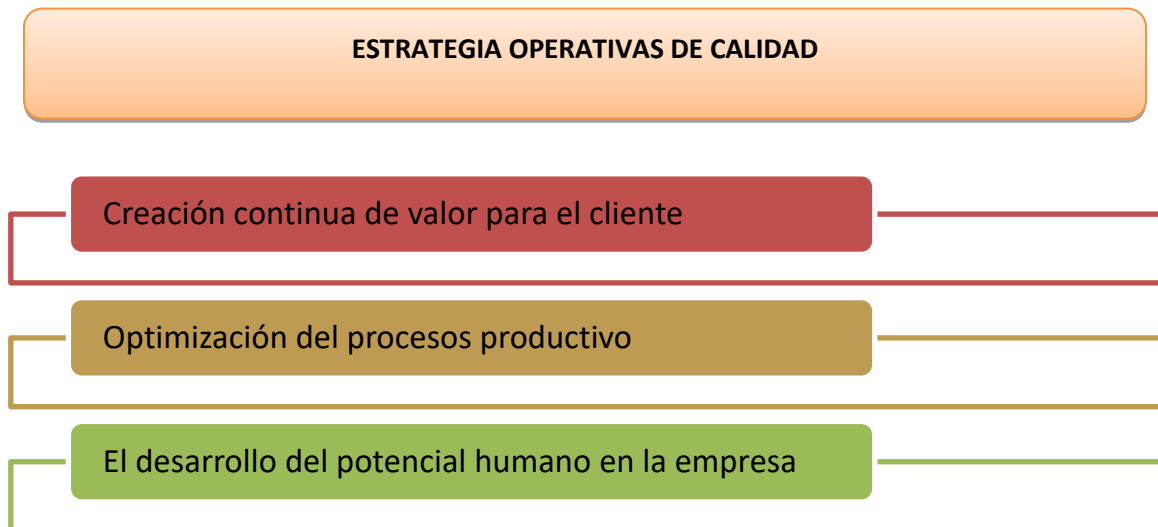 ESTRATEGIA OPERATIVAS DE CALIDAD
Creación continua de valor para el cliente
Optimización del procesos productivo
El desarrollo del potencial humano en la empresa